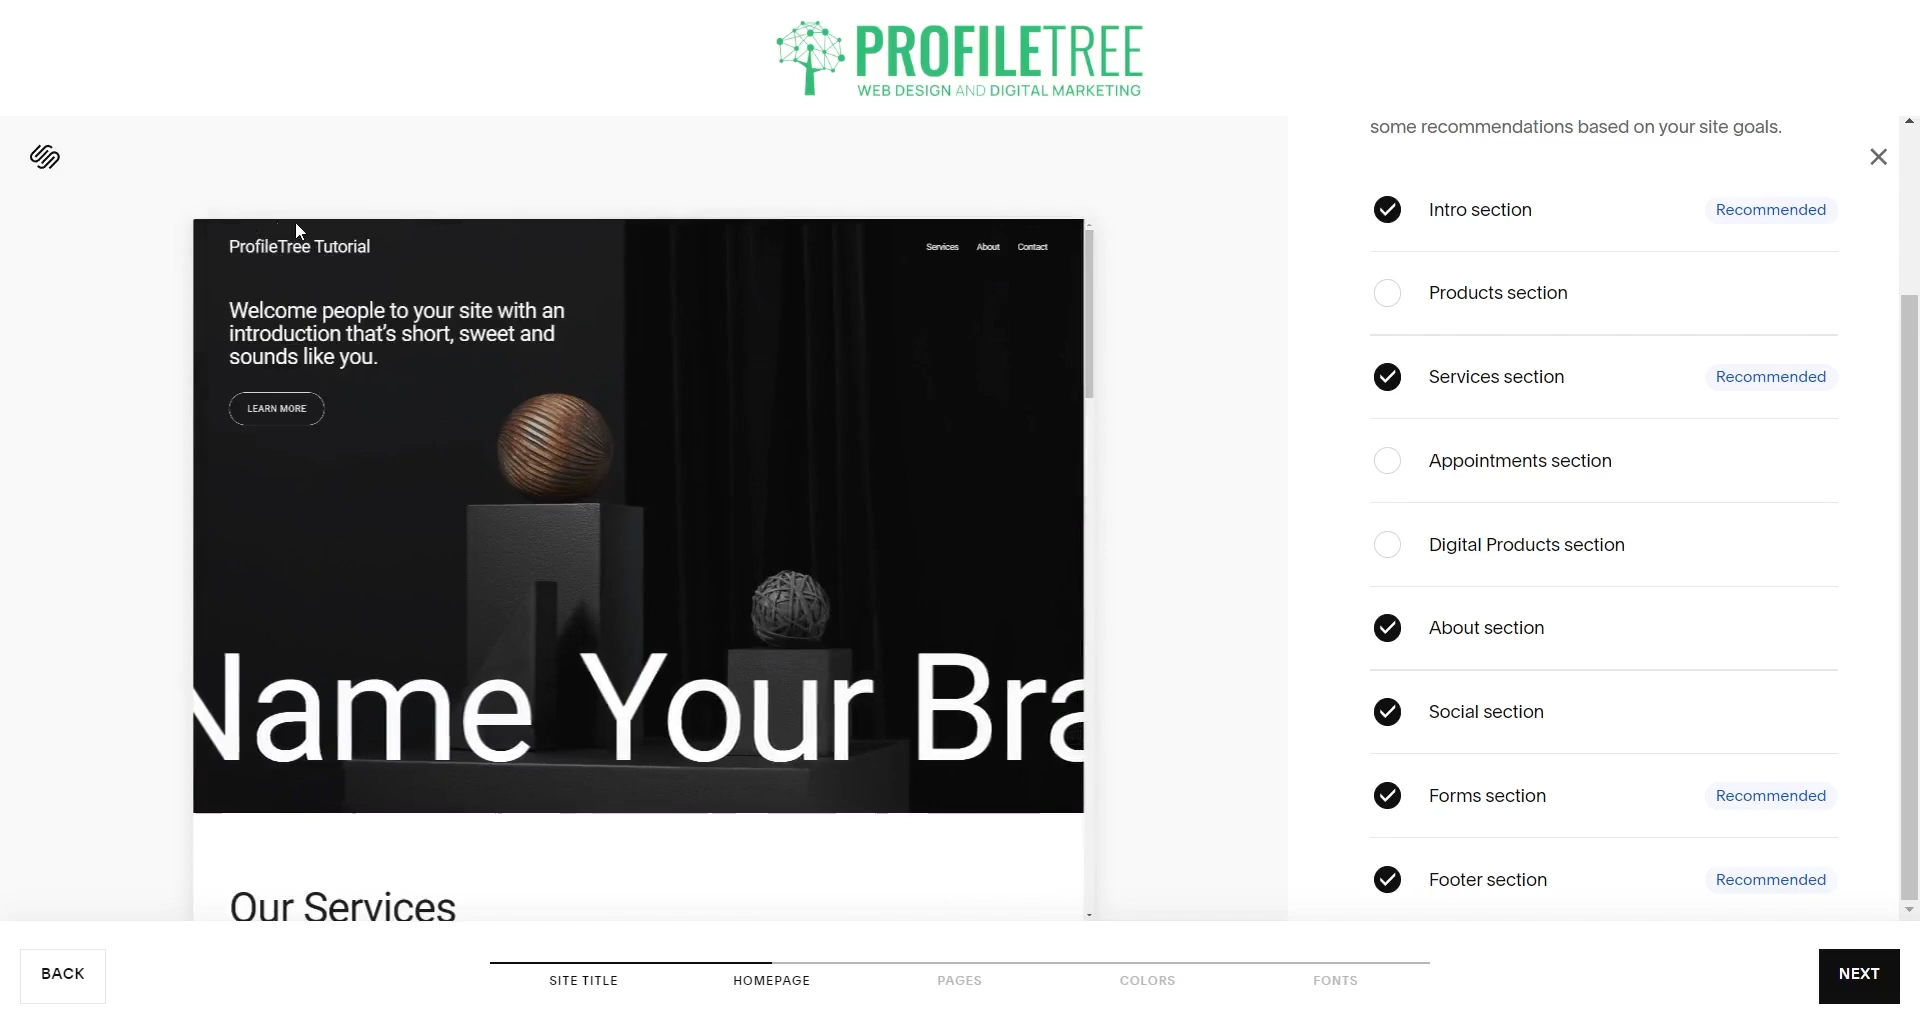 PROFILETREE
WEB DESIGN AND DIGITAL MARKETING
some recommendations based on your site goals.
ProfileTree Tutorial
Services About Contact
Welcome people to your site with an
introduction that's short, sweet and
sounds like you.
LEARN MORE
Name Your Bra
Our Services
Intro section Recommended
Products section
Services section Recommended
Appointments section
Digital Products section
About section
Social section
Forms section Recommended
Footer section Recommended
BACK
SITE TITLE HOMEPAGE PAGES COLORS FONTS
NEXT